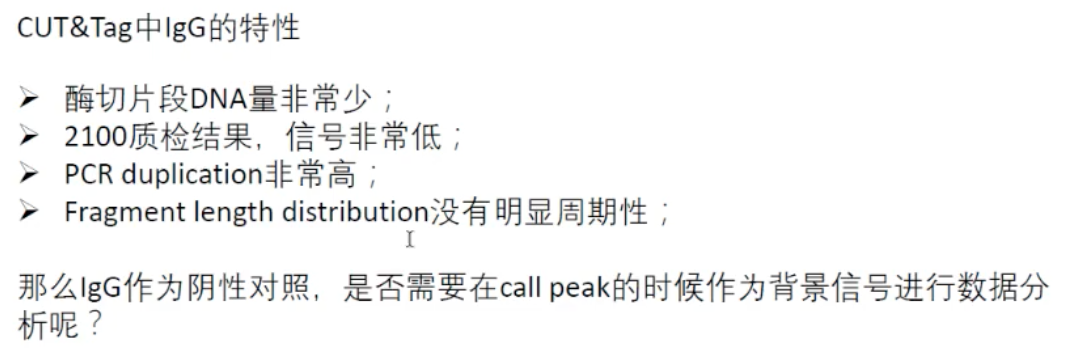 CUT&Tag中IgG的特性
➢ 酶切片段DNA量非常少；
➢ 2100质检结果，信号非常低；
➢ PCR duplication非常高；
➢ Fragment length distribution没有明显周期性；
那么IgG作为阴性对照，是否需要在call peak的时候作为背景信号进行数据分
析呢？